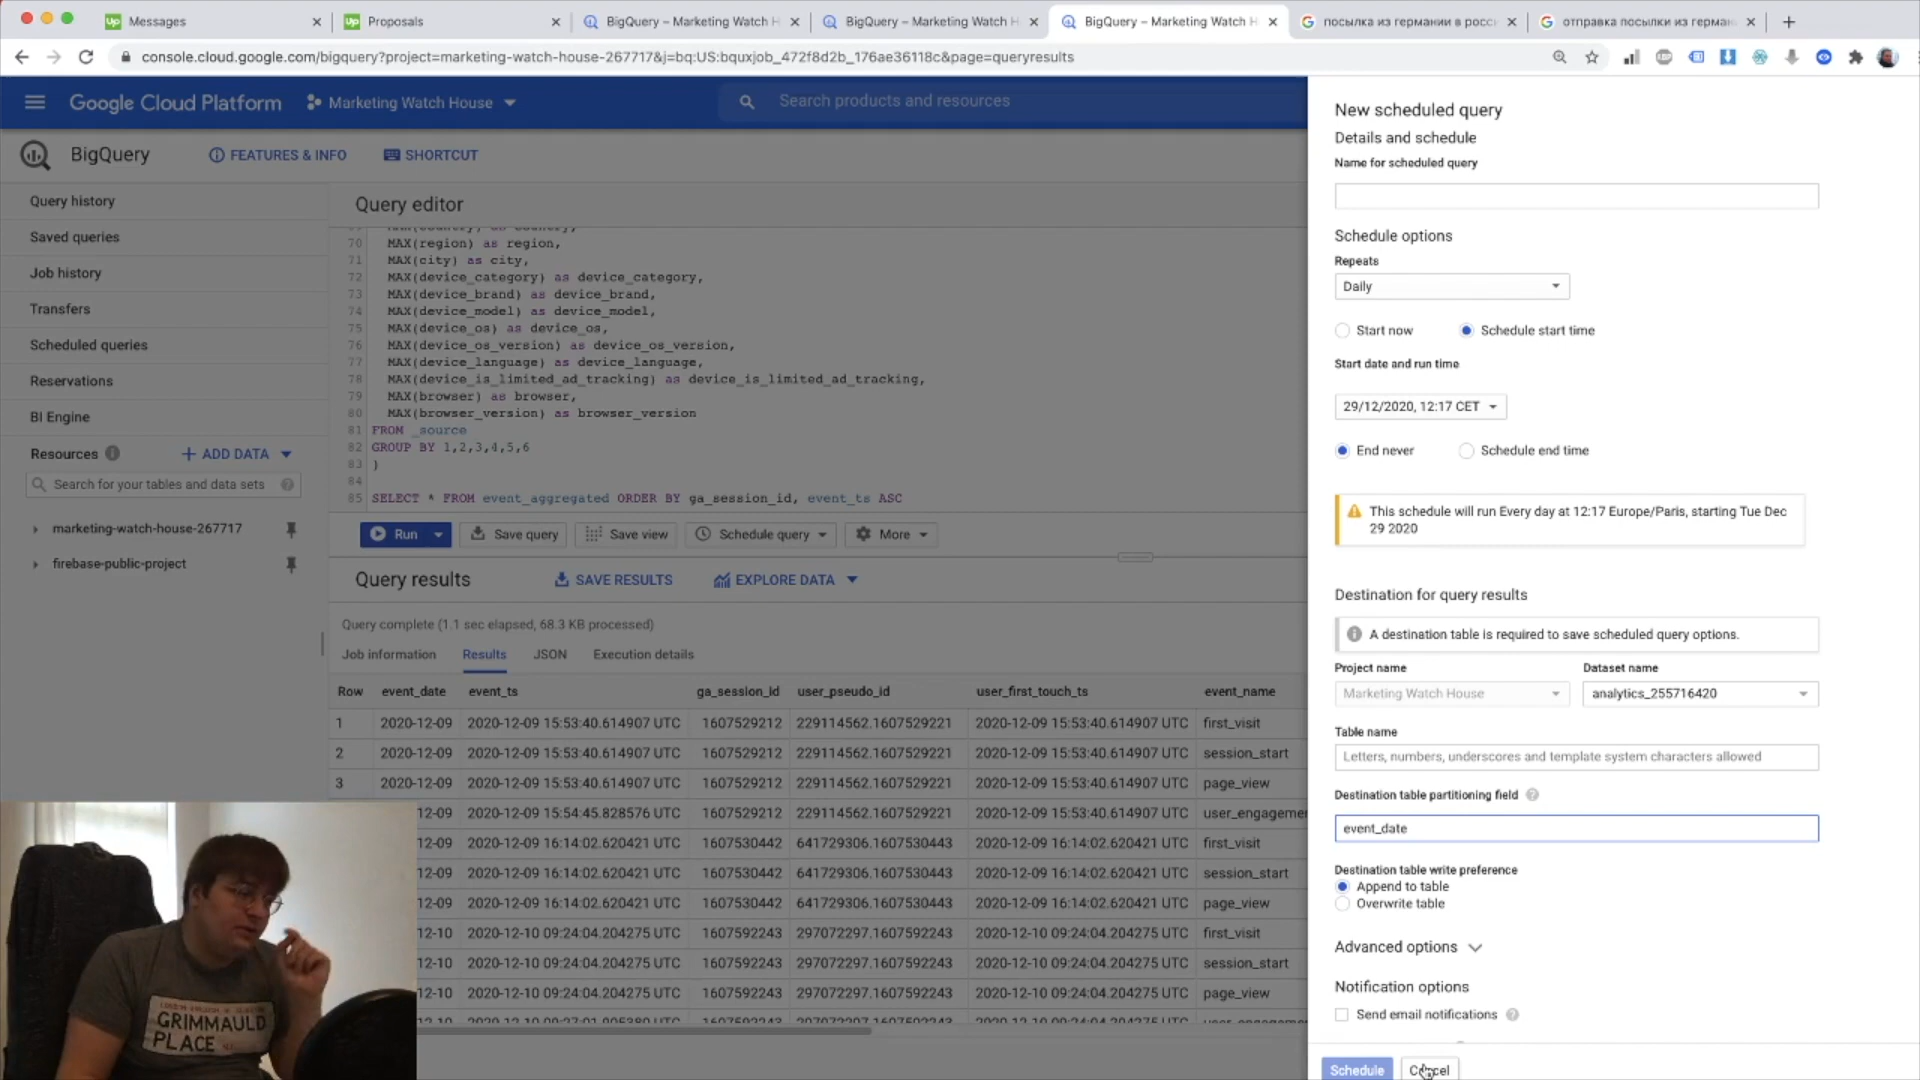 Messages
Proposals
BigQuery – Marketing Watch H
BigQuery – Marketing Watch H
BigQuery – Marketing Watch H
посылка из германии в росс
отправка посылки из герман
console.cloud.google.com/bigquery?project=marketing-watch-house-267717&j=bq:US:bquxjob_472f8d2b_176ae36118c&page=queryresults
Google Cloud Platform
Marketing Watch House
Search products and resources
BigQuery
FEATURES & INFO
SHORTCUT
Query history
Saved queries
Job history
Transfers
Scheduled queries
Reservations
BI Engine
Resources
ADD DATA
Search for your tables and data sets
marketing-watch-house-267717
firebase-public-project
Query editor
70 MAX(region) as region,
71 MAX(city) as city,
72 MAX(device_category) as device_category,
73 MAX(device_brand) as device_brand,
74 MAX(device_model) as device_model,
75 MAX(device_os) as device_os,
76 MAX(device_os_version) as device_os_version,
77 MAX(device_language) as device_language,
78 MAX(device_is_limited_ad_tracking) as device_is_limited_ad_tracking,
79 MAX(browser) as browser,
80 MAX(browser_version) as browser_version
81 FROM _source
82 GROUP BY 1,2,3,4,5,6
83 )
84
85 SELECT * FROM event_aggregated ORDER BY ga_session_id, event_ts ASC
Run
Save query
Save view
Schedule query
More
Query results
SAVE RESULTS
EXPLORE DATA
Query complete (1.1 sec elapsed, 68.3 KB processed)
Job information Results JSON Execution details
Row event_date event_ts ga_session_id user_pseudo_id user_first_touch_ts event_name
1 2020-12-09 2020-12-09 15:53:40.614907 UTC 1607529212 229114562.1607529221 2020-12-09 15:53:40.614907 UTC first_visit
2 2020-12-09 2020-12-09 15:53:40.614907 UTC 1607529212 229114562.1607529221 2020-12-09 15:53:40.614907 UTC session_start
3 2020-12-09 2020-12-09 15:53:40.614907 UTC 1607529212 229114562.1607529221 2020-12-09 15:53:40.614907 UTC page_view
12-09 2020-12-09 15:54:45.828576 UTC 1607529212 229114562.1607529221 2020-12-09 15:53:40.614907 UTC user_engageme
12-09 2020-12-09 16:14:02.620421 UTC 1607530442 641729306.1607530443 2020-12-09 16:14:02.620421 UTC first_visit
12-09 2020-12-09 16:14:02.620421 UTC 1607530442 641729306.1607530443 2020-12-09 16:14:02.620421 UTC session_start
12-09 2020-12-09 16:14:02.620421 UTC 1607530442 641729306.1607530443 2020-12-09 16:14:02.620421 UTC page_view
12-10 2020-12-10 09:24:04.204275 UTC 1607592243 297072297.1607592243 2020-12-10 09:24:04.204275 UTC first_visit
12-10 2020-12-10 09:24:04.204275 UTC 1607592243 297072297.1607592243 2020-12-10 09:24:04.204275 UTC session_start
12-10 2020-12-10 09:24:04.204275 UTC 1607592243 297072297.1607592243 2020-12-10 09:24:04.204275 UTC page_view
New scheduled query
Details and schedule
Name for scheduled query
Schedule options
Repeats
Daily
Start now
Schedule start time
Start date and run time
29/12/2020, 12:17 CET
End never
Schedule end time
This schedule will run Every day at 12:17 Europe/Paris, starting Tue Dec
29 2020
Destination for query results
A destination table is required to save scheduled query options.
Project name
Dataset name
Marketing Watch House
analytics_255716420
Table name
Letters, numbers, underscores and template system characters allowed
Destination table partitioning field
event_date
Destination table write preference
Append to table
Overwrite table
Advanced options
Notification options
Send email notifications
Schedule
Cancel
GRIMMAULD
PLACE